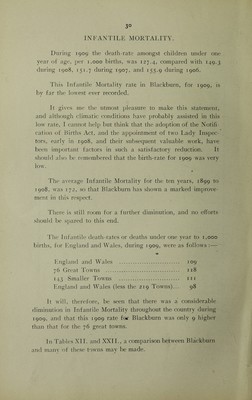 30
INFANTILE MORTALITY.
During 1909 the death-rate amongst children under one
year of age, per 1,000 births, was 127.4, compared with 149.3
during 1908, 151.7 during 1907, and 155.9 during 1906.
This Infantile Mortality rate in Blackburn, for 1909, is
by far the lowest ever recorded.
It gives me the utmost pleasure to make this statement,
and although climatic conditions have probably assisted in this
low rate, I cannot help but think that the adoption of the Notifi-
cation of Births Act, and the appointment of two Lady Inspec-
tors, early in 1908, and their subsequent valuable work, have
been important factors in such a satisfactory reduction. It
should also be remembered that the birth-rate for 1909 was very
low.
The average Infantile Mortality for the ten years, 1899 to
1908, was 172, so that Blackburn has shown a marked improve-
ment in this respect.
There is still room for a further diminution, and no efforts
should be spared to this end.
The Infantile death-rates or deaths under one year to 1,000
births, for England and Wales, during 1909, were as follows :—
England and Wales ........................ 109
76 Great Towns ........................ 118
143 Smaller Towns ........................ 111
England and Wales (less the 219 Towns)... 98
It will, therefore, be seen that there was a considerable
diminution in Infantile Mortality throughout the country during
1909, and that this 1909 rate for Blackburn was only 9 higher
than that for the 76 great towns.
In Tables XII. and XXII., a comparison between Blackburn
and many of these towns may be made.